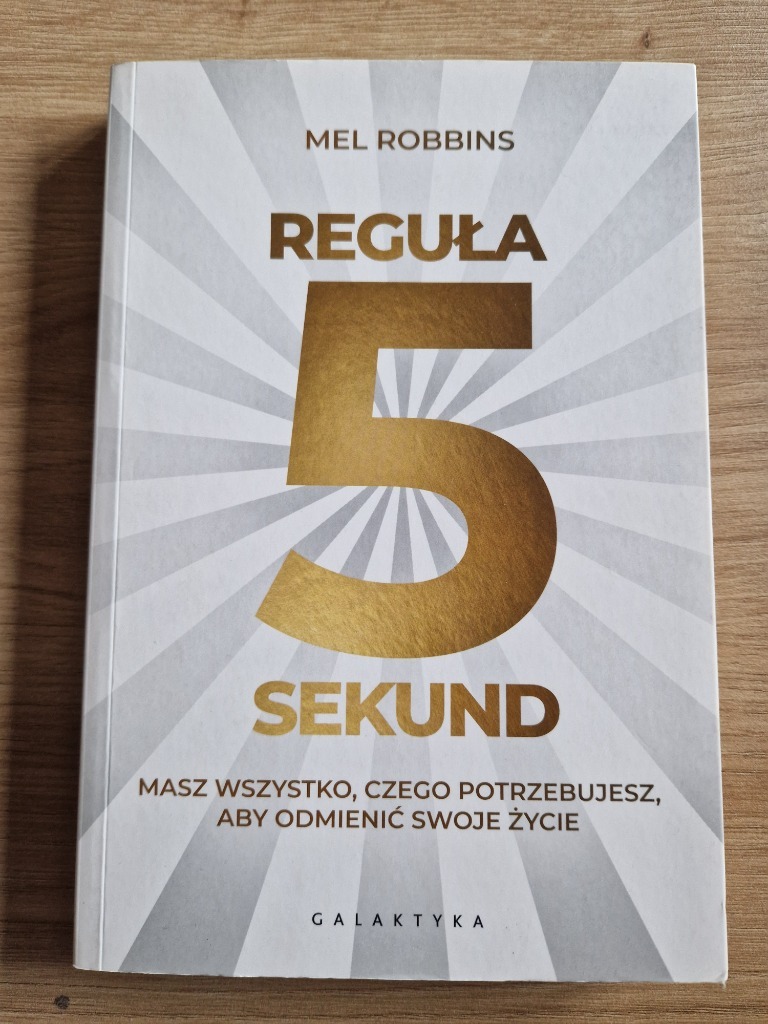 MEL ROBBINS
REGUŁA
5
SEKUND
MASZ WSZYSTKO, CZEGO POTRZEBUJESZ,
ABY ODMIENIĆ SWOJE ŻYCIE
GALAKTYKA